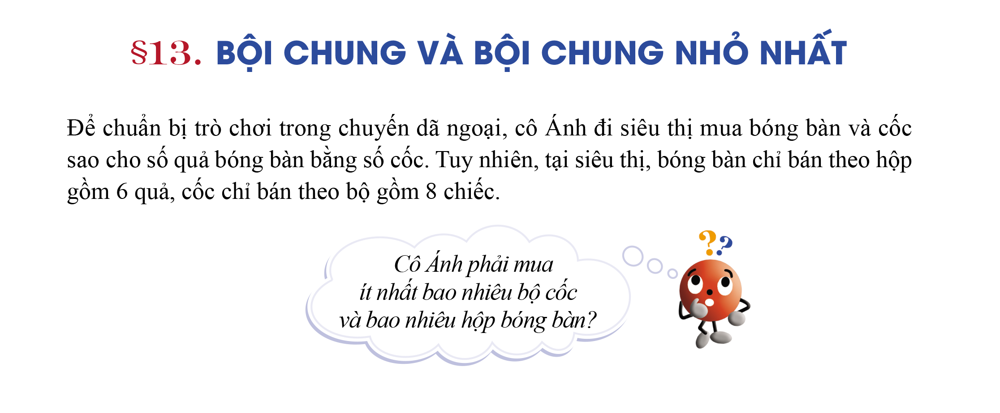 §13. BỘI CHUNG VÀ BỘI CHUNG NHỎ NHẤT
Để chuẩn bị trò chơi trong chuyến dã ngoại, cô Ánh đi siêu thị mua bóng bàn và cốc
sao cho số quả bóng bàn bằng số cốc. Tuy nhiên, tại siêu thị, bóng bàn chỉ bán theo hộp
gồm 6 quả, cốc chỉ bán theo bộ gồm 8 chiếc.
??
Cô Ánh phải mua
ít nhất bao nhiêu bộ cốc
và bao nhiêu hộp bóng bàn?